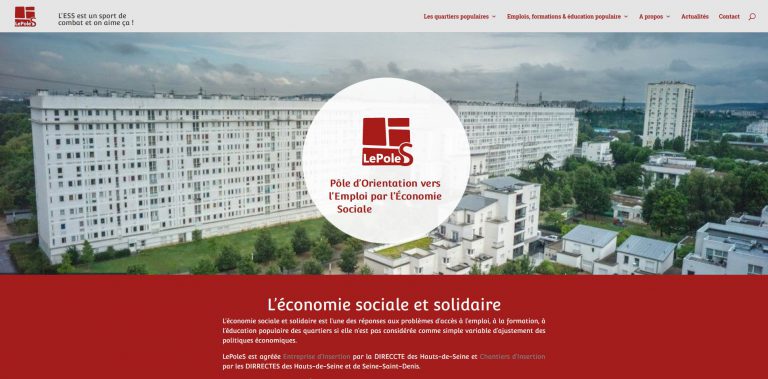 LePoleS
L'ESS est un sport de
combat et on aime ça !
Les quartiers populaires
Emplois, formations & éducation populaire
A propos
Actualités
Contact
LePoleS
Pôle d'Orientation vers
l'Emploi par l'Économie
Sociale
L'économie sociale et solidaire
L'économie sociale et solidaire est l'une des réponses aux problèmes d'accès à l'emploi, à la formation, à
l'éducation populaire des quartiers si elle n'est pas considérée comme simple variable d'ajustement des
politiques économiques.
LePoleS est agréée Entreprise d'Insertion par la DIRECCTE des Hauts-de-Seine et Chantiers d'Insertion
par les DIRRECTES des Hauts-de-Seine et de Seine-Saint-Denis.